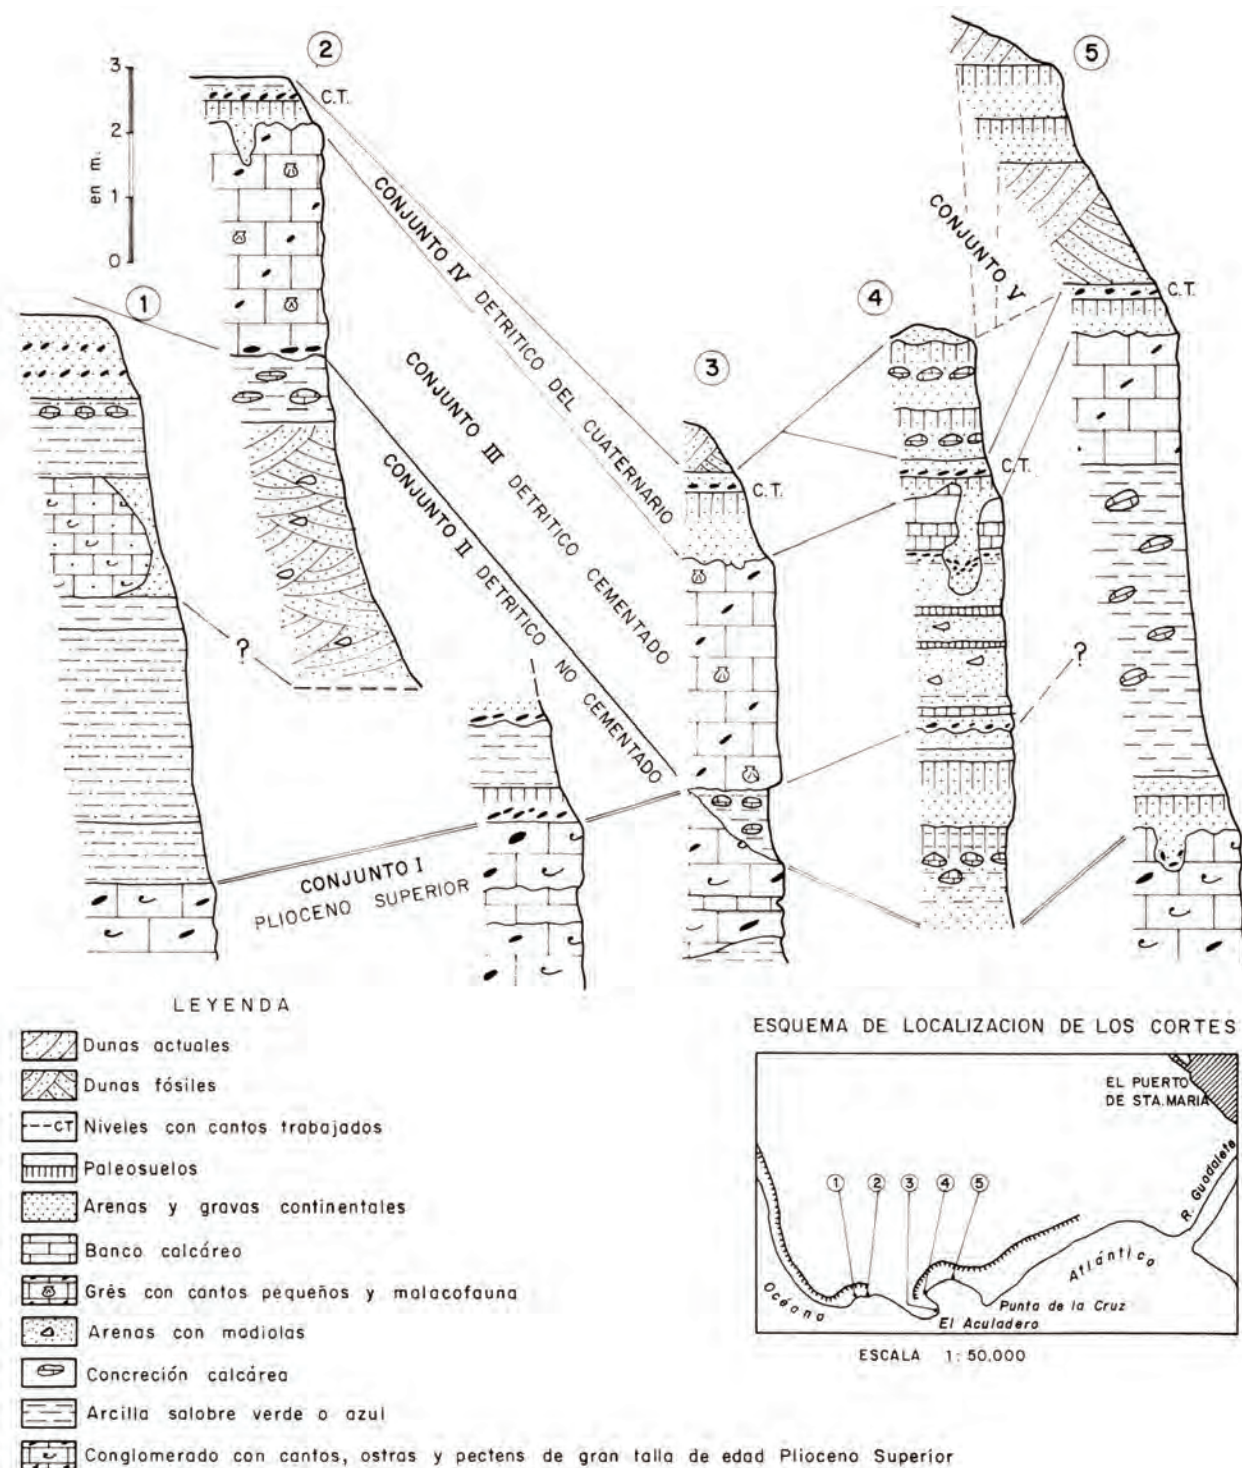 3
2
1
0
en m.
1
2
3
4
5
C.T.
C.T.
C.T.
C.T.
?
?
CONJUNTO IV DETRITICO DEL CUATERNARIO
CONJUNTO III DETRITICO CEMENTADO
CONJUNTO II DETRITICO NO CEMENTADO
CONJUNTO V
CONJUNTO I
PLIOCENO SUPERIOR
LEYENDA
Dunas actuales
Dunas fósiles
CT Niveles con cantos trabajados
Paleosuelos
Arenas y gravas continentales
Banco calcáreo
Grés con cantos pequeños y malacofauna
Arenas con modiolas
Concreción calcárea
Arcilla salobre verde o azul
Conglomerado con cantos, ostras y pectens de gran talla de edad Plioceno Superior
ESQUEMA DE LOCALIZACION DE LOS CORTES
EL PUERTO
DE STA. MARIA
R. Guadalete
1 2 3 4 5
Océano
Atlántico
Punta de la Cruz
El Aculadero
ESCALA 1:50.000